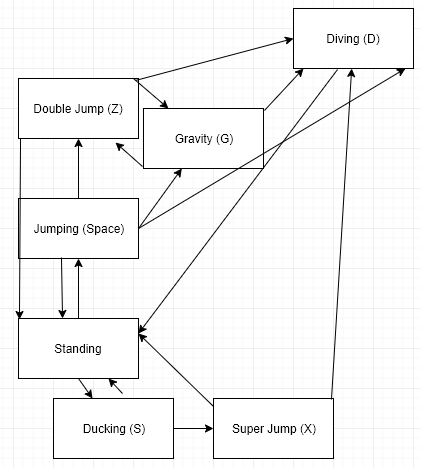 Diving (D)
Double Jump (Z)
Gravity (G)
Jumping (Space)
Standing
Ducking (S)
Super Jump (X)